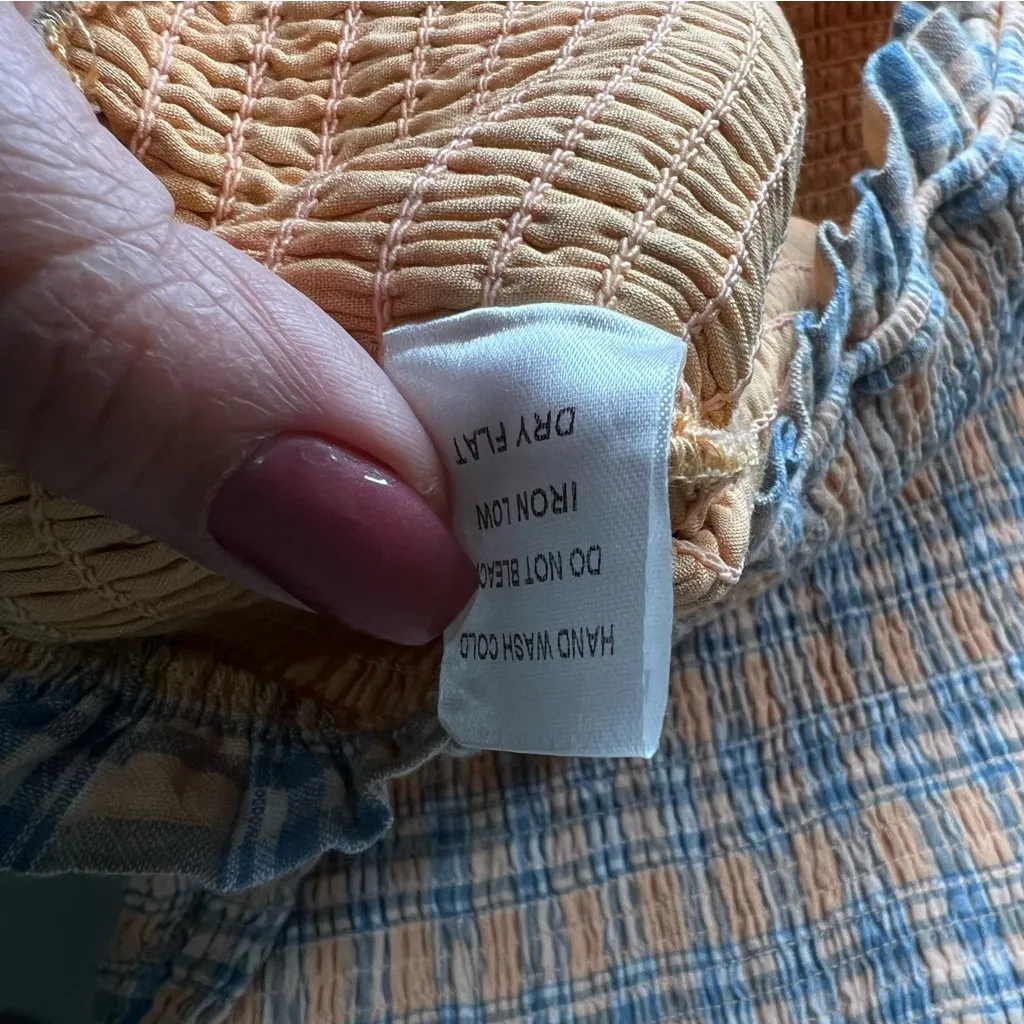 HAND WASH COLD
DO NOT BLEAC
IRON LOW
DRY FLAT